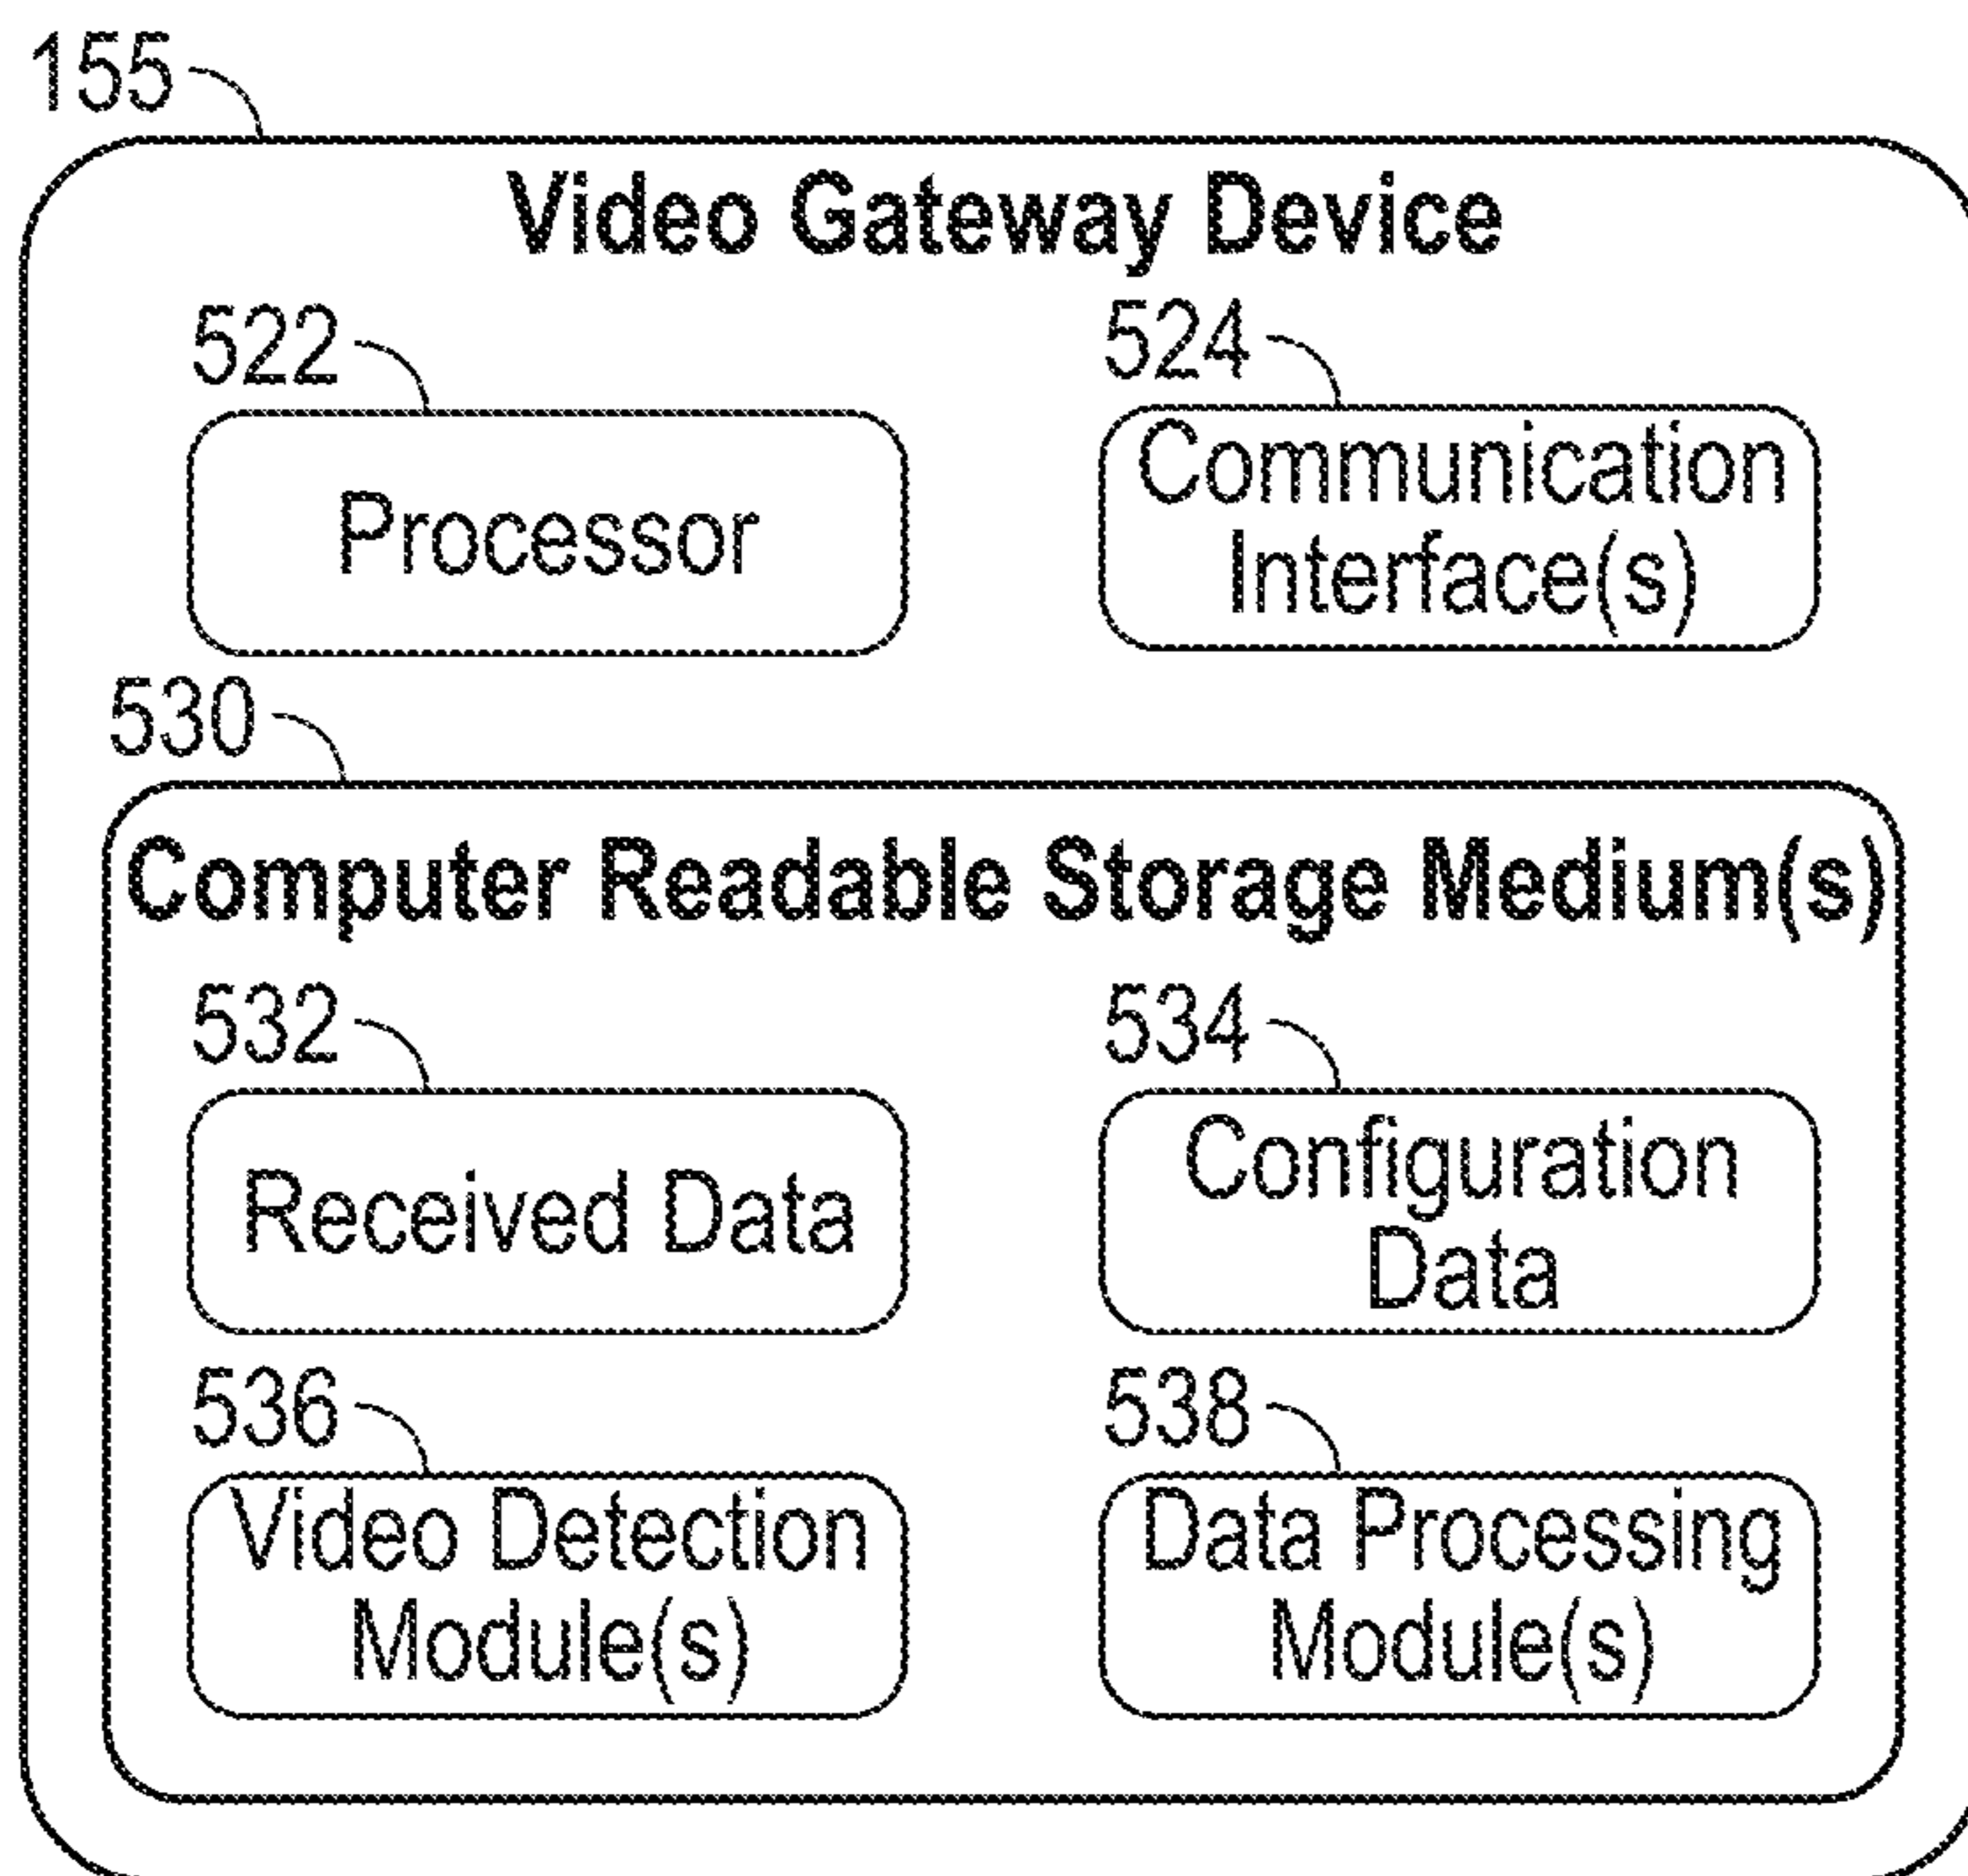 155
Video Gateway Device
522
524
Processor
Communication
Interface(s)
530
Computer Readable Storage Medium(s)
532
534
Received Data
Configuration
Data
536
538
Video Detection
Module(s)
Data Processing
Module(s)